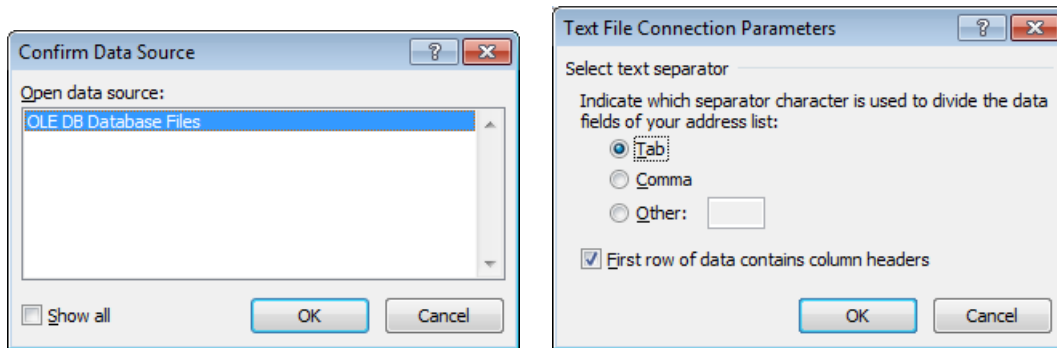 Confirm Data Source
Open data source:
OLE DB Database Files
Show all
OK
Cancel
Text File Connection Parameters
Select text separator
Indicate which separator character is used to divide the data
fields of your address list:
Tab
Comma
Other:
First row of data contains column headers
OK
Cancel